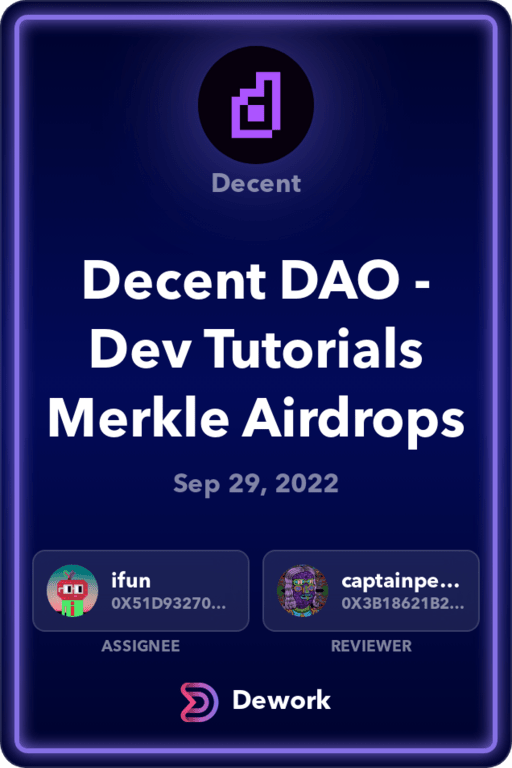 Decent
Decent DAO -
Dev Tutorials
Merkle Airdrops
Sep 29, 2022
ifun
0X51D93270...
captainpe...
0X3B18621B2...
ASSIGNEE
REVIEWER
Dework